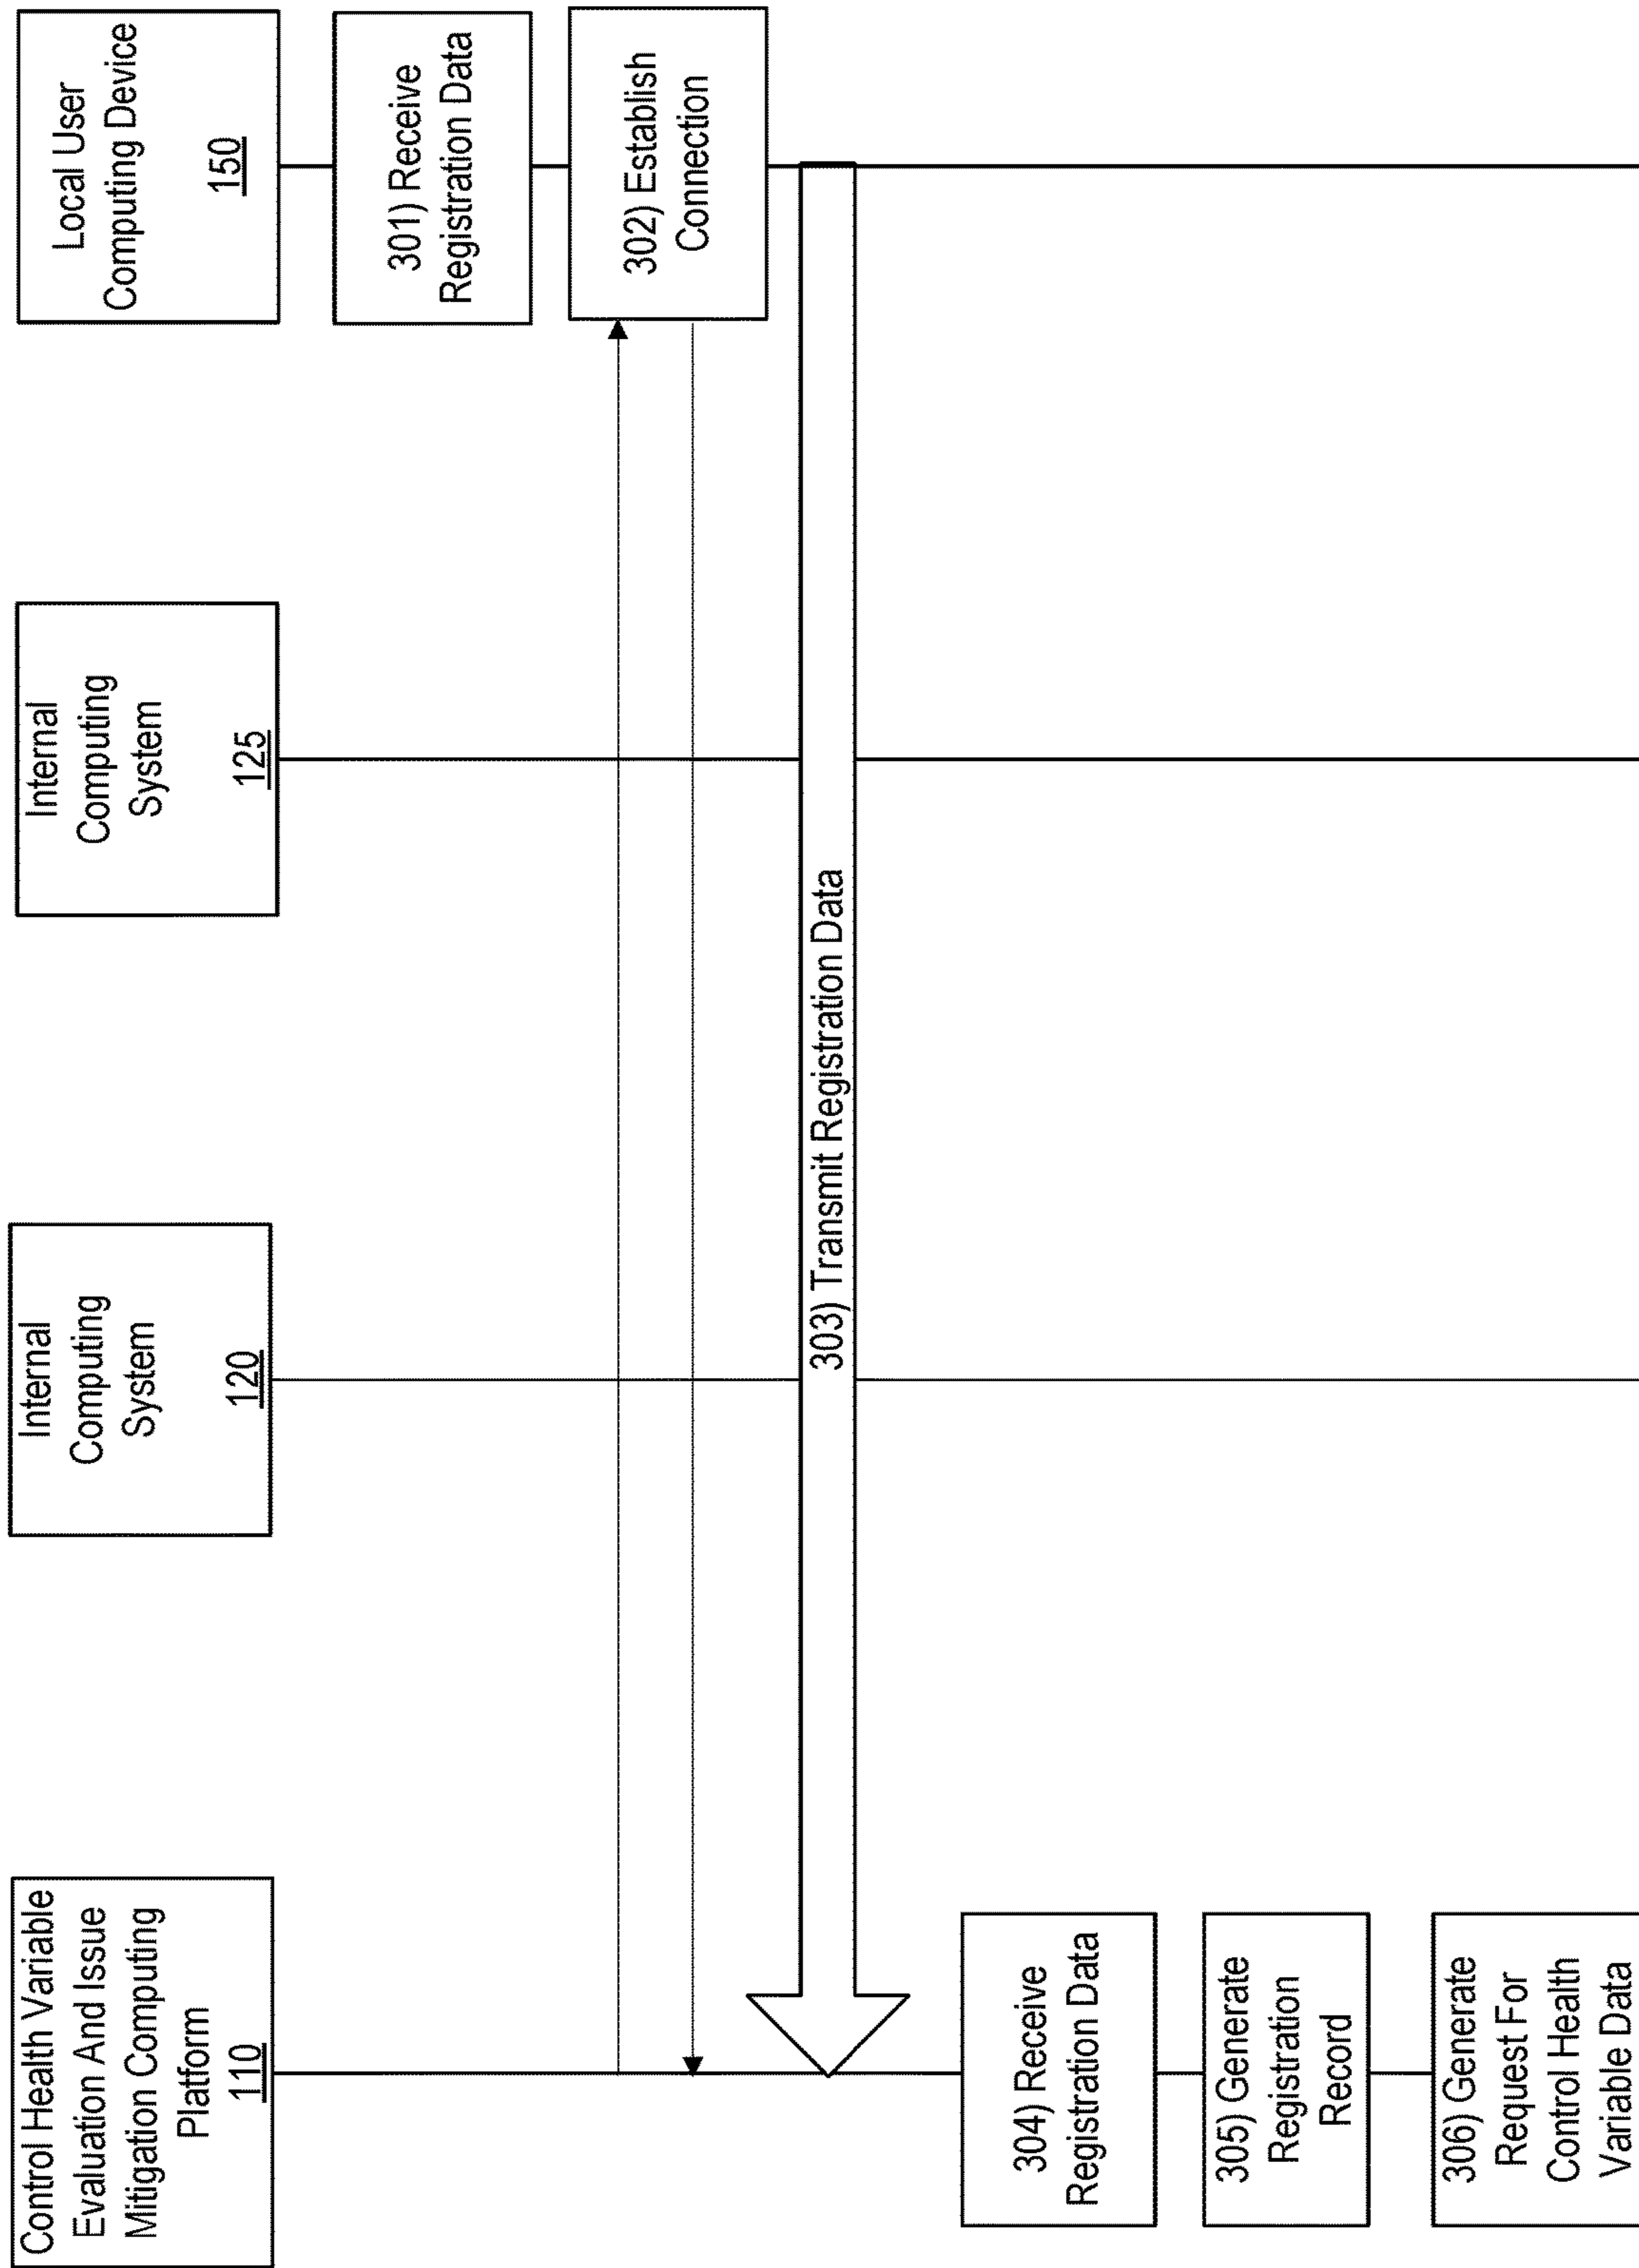 Control Health Variable
Evaluation And Issue
Mitigation Computing
Platform
110
Internal
Computing
System
120
Internal
Computing
System
125
Local User
Computing Device
150
301) Receive
Registration Data
302) Establish
Connection
303) Transmit Registration Data
304) Receive
Registration Data
305) Generate
Registration
Record
306) Generate
Request For
Control Health
Variable Data